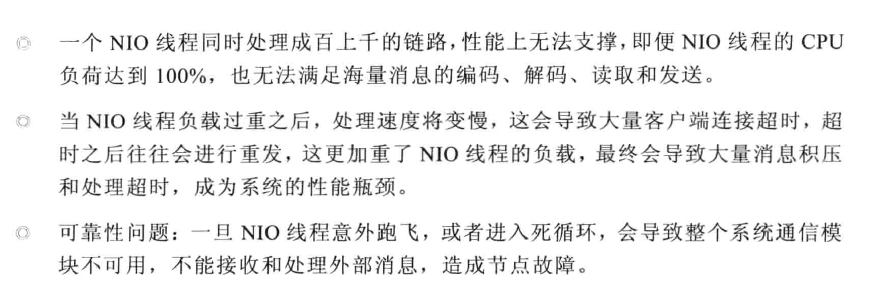 一个 NIO 线程同时处理成百上千的链路，性能上无法支撑，即便 NIO 线程的 CPU
负荷达到 100%，也无法满足海量消息的编码、解码、读取和发送。
当 NIO 线程负载过重之后，处理速度将变慢，这会导致大量客户端连接超时，超
时之后往往会进行重发，这更加重了 NIO 线程的负载，最终会导致大量消息积压
和处理超时，成为系统的性能瓶颈。
可靠性问题：一旦 NIO 线程意外跑飞，或者进入死循环，会导致整个系统通信模
块不可用，不能接收和处理外部消息，造成节点故障。